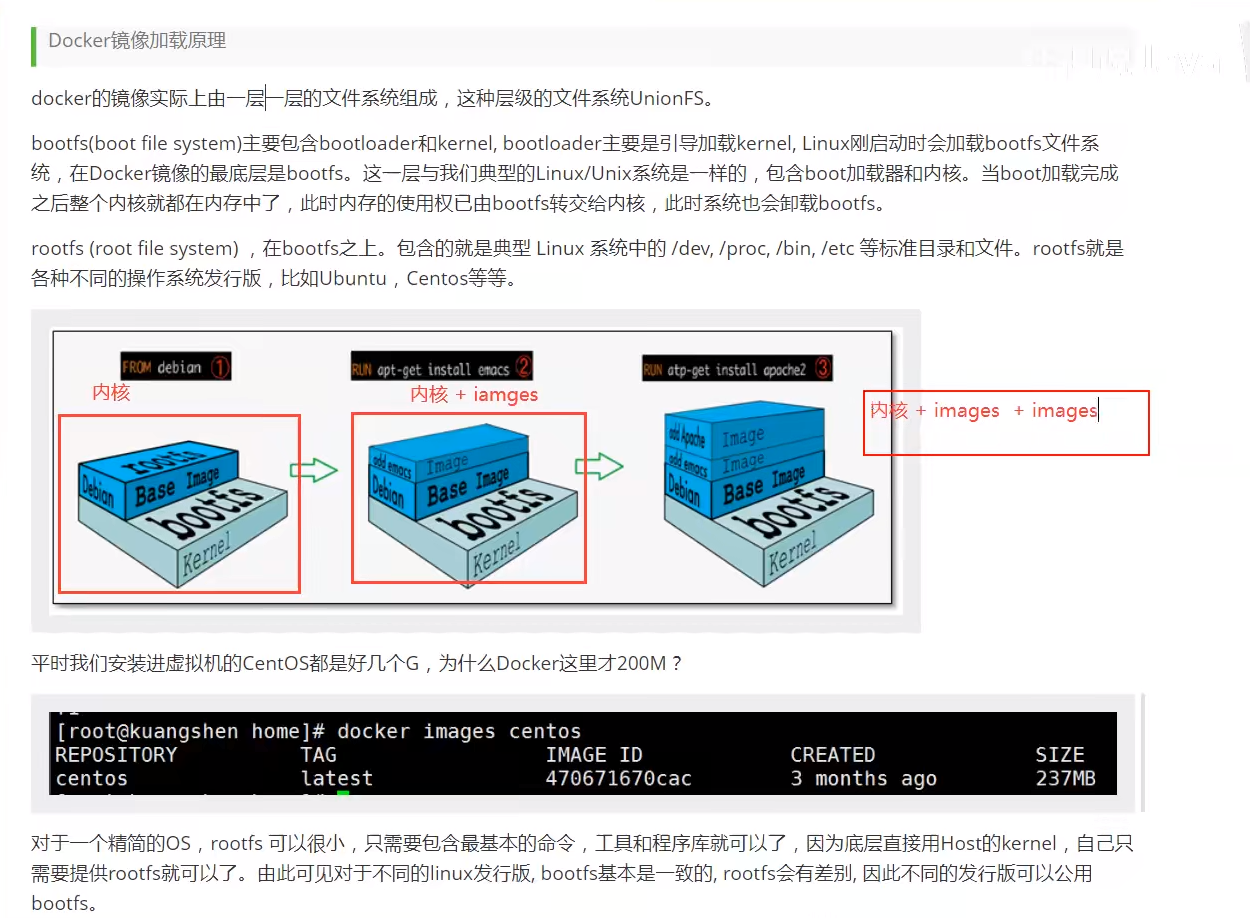 Docker镜像加载原理
docker的镜像实际上由一层一层的文件系统组成，这种层级的文件系统UnionFS。
bootfs(boot file system)主要包含bootloader和kernel, bootloader主要是引导加载kernel, Linux刚启动时会加载bootfs文件系
统，在Docker镜像的最底层是bootfs。这一层与我们典型的Linux/Unix系统是一样的，包含boot加载器和内核。当boot加载完成
之后整个内核就都在内存中了，此时内存的使用权已由bootfs转交给内核，此时系统也会卸载bootfs。
rootfs (root file system) ，在bootfs之上。包含的就是典型 Linux 系统中的 /dev, /proc, /bin, /etc 等标准目录和文件。rootfs就是
各种不同的操作系统发行版，比如Ubuntu，Centos等等。
FROM debian ①
内核
rootfs
Debian Base Image
bootfs
Kernel
RUN apt-get install emacs ②
内核 + iamges
add emacs Image
Debian Base Image
bootfs
Kernel
RUN atp-get install apache2 ③
内核 + images + images
add Apache Image
add emacs Image
Debian Base Image
bootfs
Kernel
平时我们安装进虚拟机的CentOS都是好几个G，为什么Docker这里才200M？
[root@kuangshen home]# docker images centos
REPOSITORY TAG IMAGE ID CREATED SIZE
centos latest 470671670cac 3 months ago 237MB
对于一个精简的OS，rootfs 可以很小，只需要包含最基本的命令，工具和程序库就可以了，因为底层直接用Host的kernel，自己只
需要提供rootfs就可以了。由此可见对于不同的linux发行版, bootfs基本是一致的, rootfs会有差别, 因此不同的发行版可以公用
bootfs。